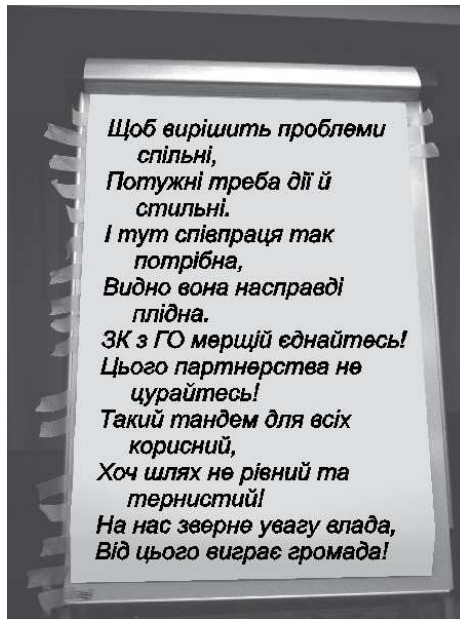 Щоб вирішить проблеми
спільні,
Потужні треба дії й
стильні.
І тут співпраця так
потрібна,
Видно вона насправді
плідна.
ЗК з ГО мерщій єднайтесь!
Цього партнерства не
цурайтесь!
Такий тандем для всіх
корисний,
Хоч шлях не рівний та
тернистий!
На нас зверне увагу влада,
Від цього виграє громада!